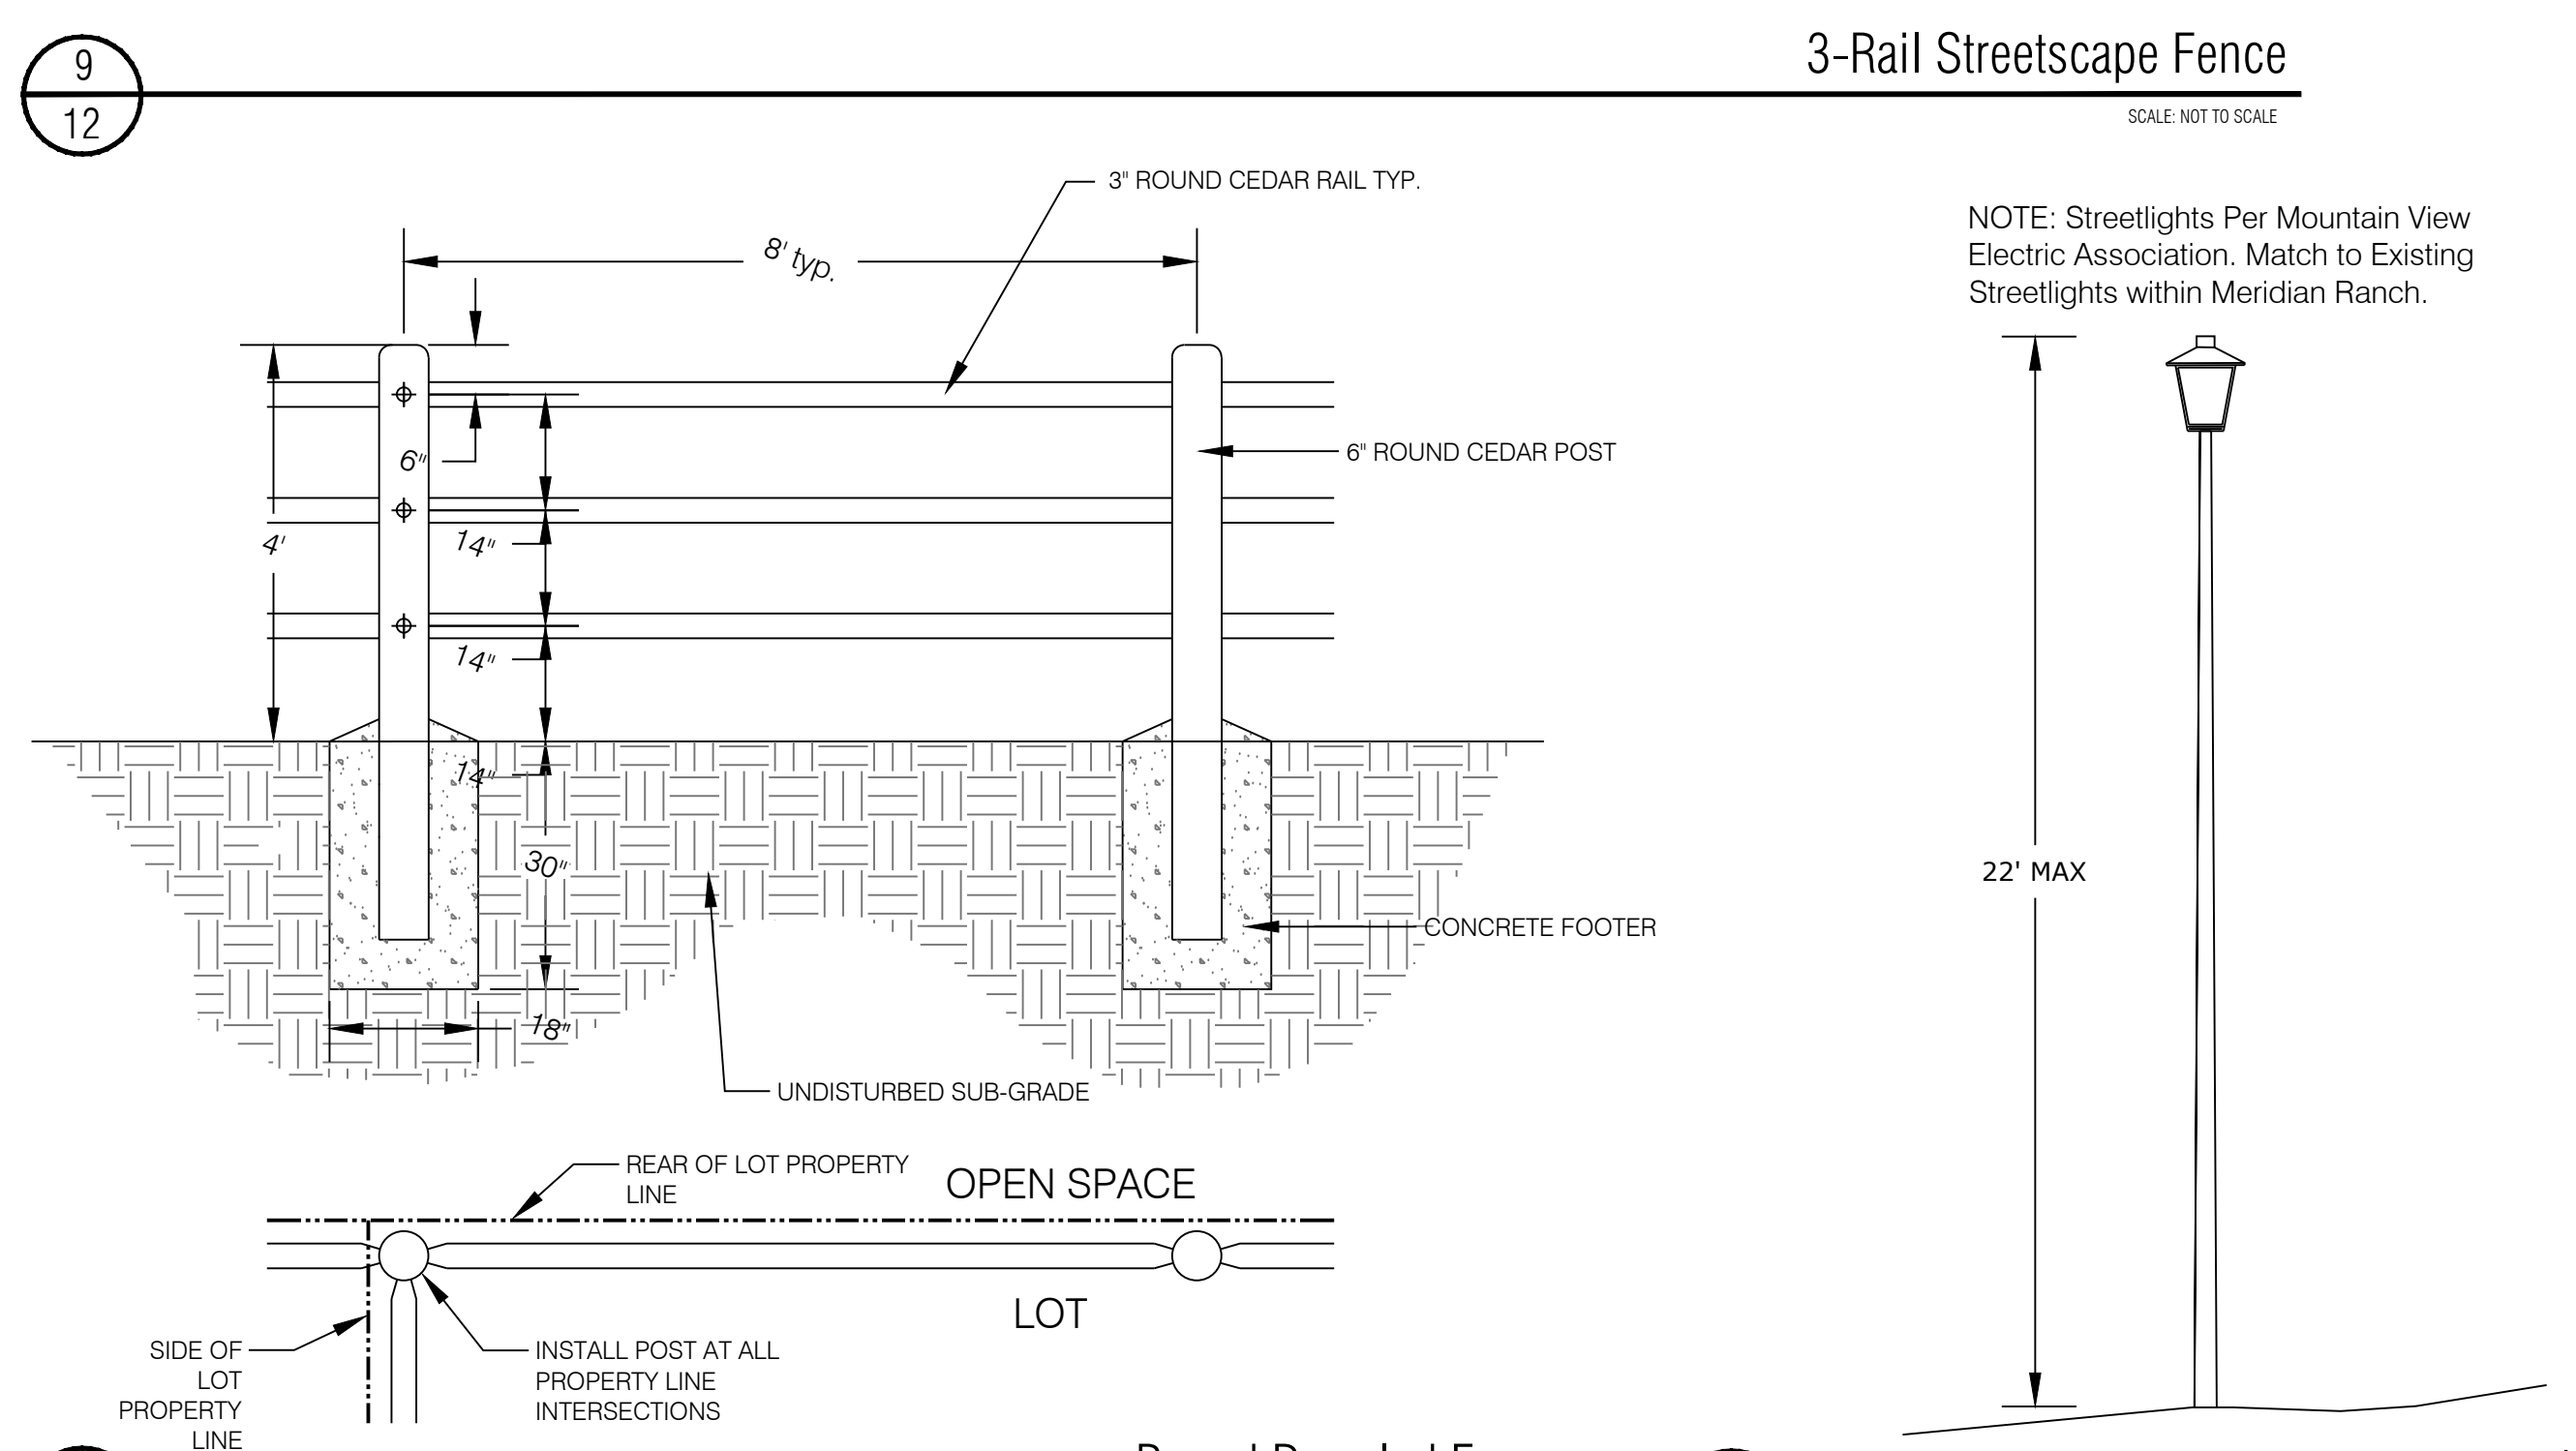 9
12
3-Rail Streetscape Fence
SCALE: NOT TO SCALE
3" ROUND CEDAR RAIL TYP.
8' typ.
NOTE: Streetlights Per Mountain View
Electric Association. Match to Existing
Streetlights within Meridian Ranch.
6"
6" ROUND CEDAR POST
4'
14"
14"
14"
30"
22' MAX
CONCRETE FOOTER
18"
UNDISTURBED SUB-GRADE
REAR OF LOT PROPERTY
LINE
OPEN SPACE
LOT
SIDE OF
LOT
PROPERTY
LINE
INSTALL POST AT ALL
PROPERTY LINE
INTERSECTIONS